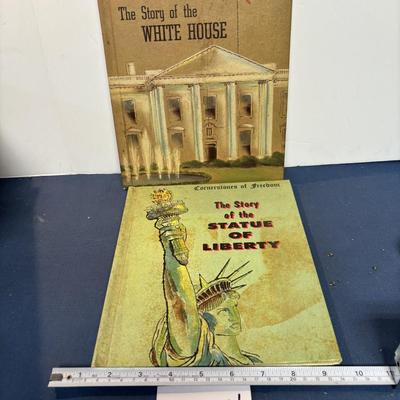 The Story of the
WHITE HOUSE
Cornerstones of Freedom
The Story
of the
STATUE
OF
LIBERTY
1 2 3 4 5 6 7 8 9 10 11